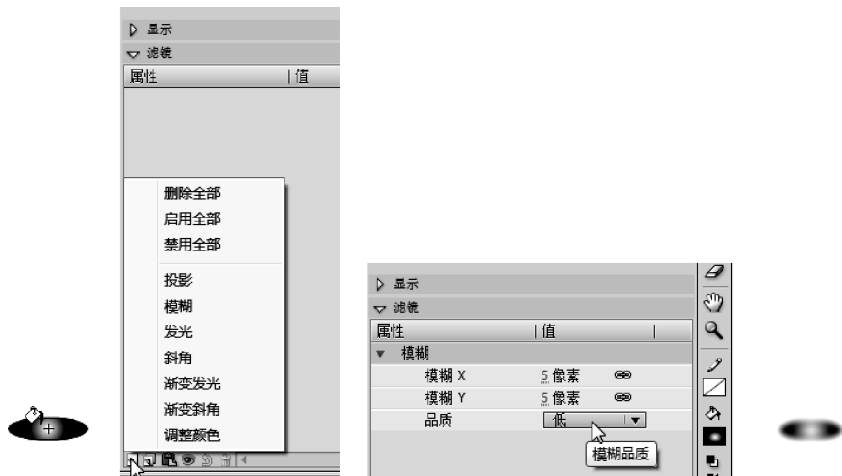 显示
滤镜
属性 值
删除全部
启用全部
禁用全部
投影
模糊
发光
斜角
渐变发光
渐变斜角
调整颜色
显示
滤镜
属性 值
模糊
模糊 X 5 像素
模糊 Y 5 像素
品质 低
模糊品质